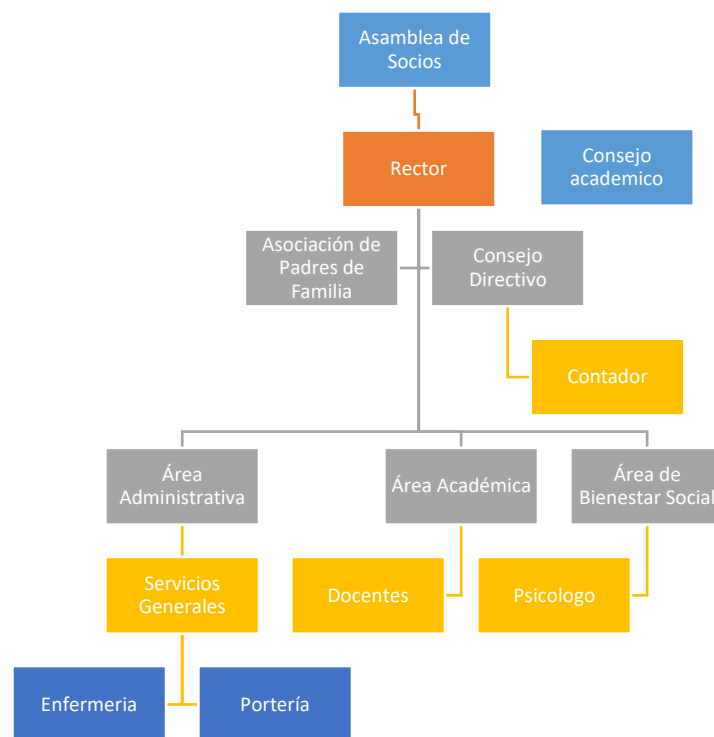 Asamblea de
Socios
Rector
Consejo
academico
Asociación de
Padres de
Familia
Consejo
Directivo
Contador
Área
Administrativa
Área Académica
Área de
Bienestar Social
Servicios
Generales
Docentes
Psicologo
Enfermeria
Portería